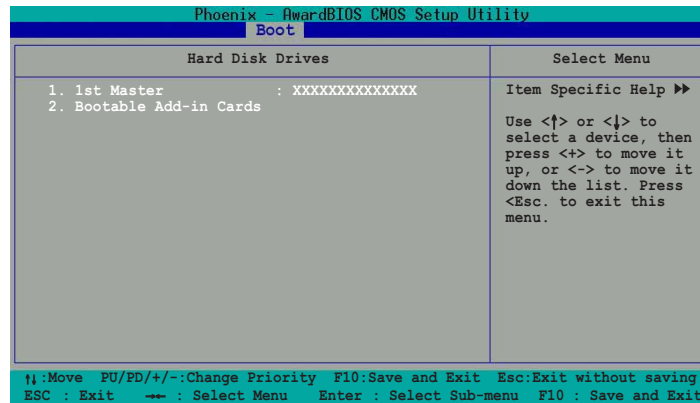 Phoenix - AwardBIOS CMOS Setup Utility
Boot
Hard Disk Drives
Select Menu
1. 1st Master : XXXXXXXXXXXXXX
2. Bootable Add-in Cards
Item Specific Help ▶▶
Use <↑> or <↓> to
select a device, then
press <+> to move it
up, or <-> to move it
down the list. Press
<Esc. to exit this
menu.
↑↓:Move PU/PD/+/-:Change Priority F10:Save and Exit Esc:Exit without saving
ESC : Exit →← : Select Menu Enter : Select Sub-menu F10 : Save and Exit